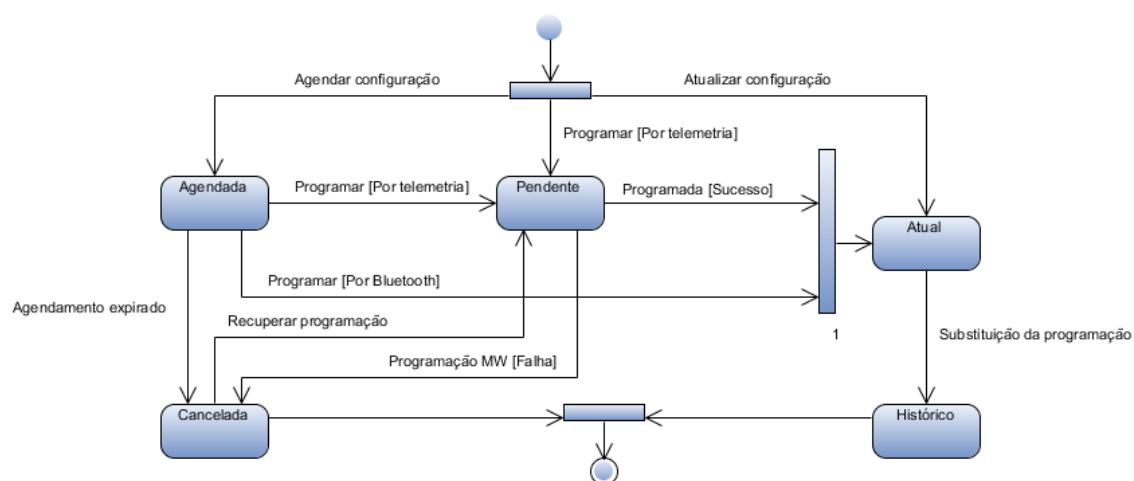 Agendar configuração
Atualizar configuração
Programar [Por telemetria]
Agendada
Programar [Por telemetria]
Pendente
Programada [Sucesso]
Atual
Programar [Por Bluetooth]
Agendamento expirado
Recuperar programação
1
Substituição da programação
Programação MW [Falha]
Cancelada
Histórico